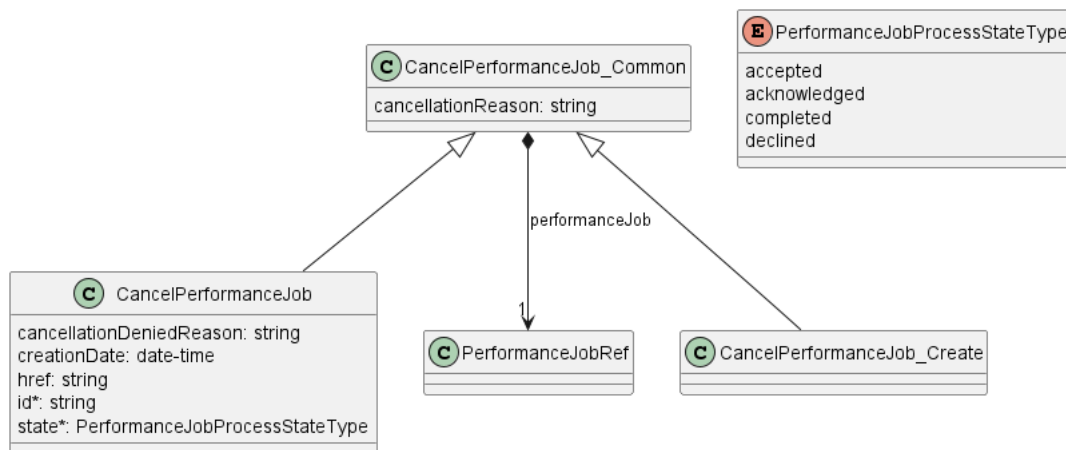 E PerformanceJobProcessStateType
accepted
acknowledged
completed
declined
C CancelPerformanceJob_Common
cancellationReason: string
performanceJob
1
C CancelPerformanceJob
cancellationDeniedReason: string
creationDate: date-time
href: string
id*: string
state*: PerformanceJobProcessStateType
C PerformanceJobRef
C CancelPerformanceJob_Create